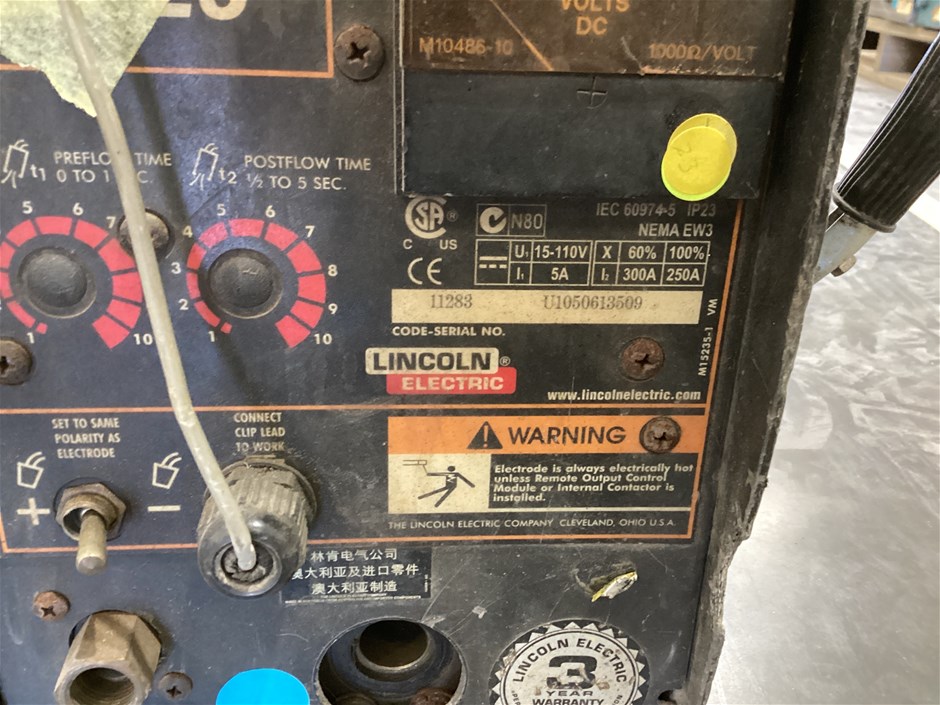 25
VOLTS
DC
M10486-10 1000Ω/VOLT
t1 PREFLOW TIME
0 TO 1 SEC.
t2 POSTFLOW TIME
½ TO 5 SEC.
5 6 7 10 1
1 2 3 4 5 6 7 8 9 10
CSA ®
C US
N80
IEC 60974-5 IP23
NEMA EW3
CE
U1 15-110V X 60% 100%
I1 5A I2 300A 250A
11283 U1050613509
CODE-SERIAL NO.
M15235-1 VM
LINCOLN ®
ELECTRIC
www.lincolnelectric.com
SET TO SAME
POLARITY AS
ELECTRODE
+ −
CONNECT
CLIP LEAD
TO WORK
WARNING
Electrode is always electrically hot
unless Remote Output Control
Module or Internal Contactor is
installed.
THE LINCOLN ELECTRIC COMPANY CLEVELAND, OHIO U.S.A.
林肯电气公司
澳大利亚及进口零件
澳大利亚制造
LINCOLN ELECTRIC
3
YEAR
WARRANTY